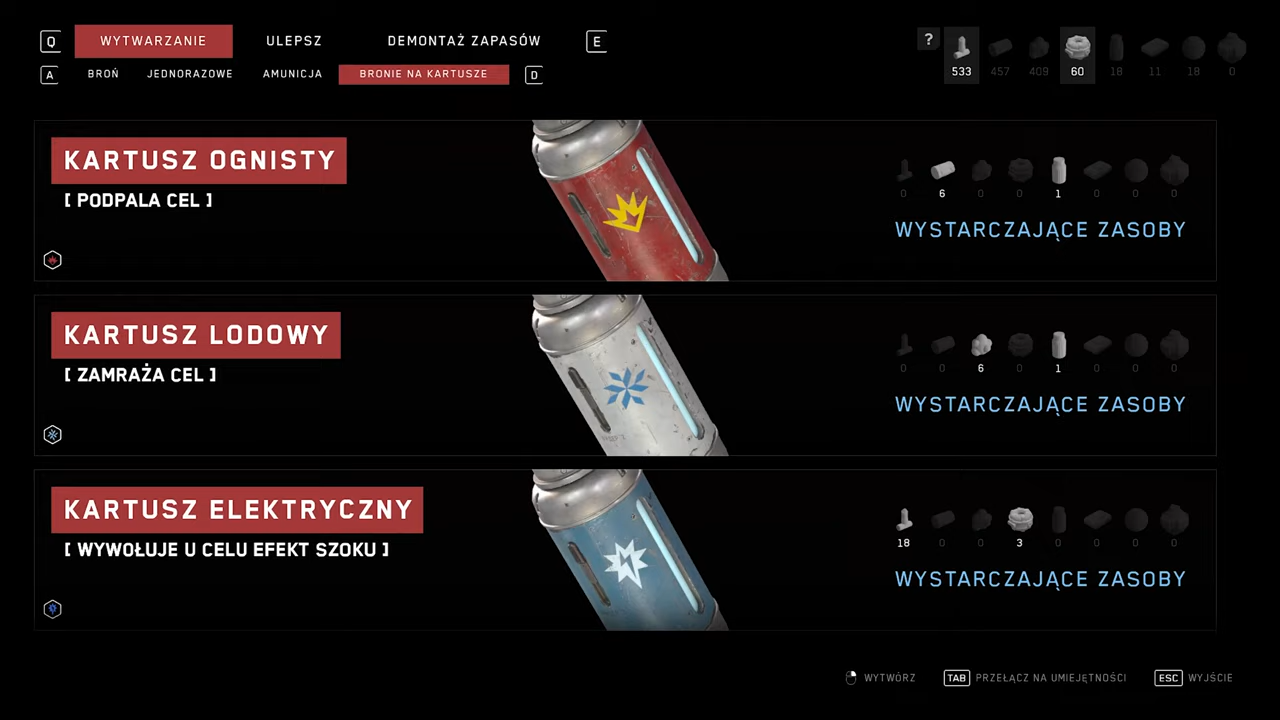 Q WYTWARZANIE ULEPSZ DEMONTAŻ ZAPASÓW E
A BROŃ JEDNORAZOWE AMUNICJA BRONIE NA KARTUSZE D
? 533 457 409 60 18 11 18 0
KARTUSZ OGNISTY
[ PODPALA CEL ]
0 6 0 0 1 0 0 0
WYSTARCZAJĄCE ZASOBY
KARTUSZ LODOWY
[ ZAMRAŻA CEL ]
0 0 6 0 1 0 0 0
WYSTARCZAJĄCE ZASOBY
KARTUSZ ELEKTRYCZNY
[ WYWOŁUJE U CELU EFEKT SZOKU ]
18 0 0 3 0 0 0 0
WYSTARCZAJĄCE ZASOBY
WYTWÓRZ TAB PRZEŁĄCZ NA UMIEJĘTNOŚCI ESC WYJŚCIE